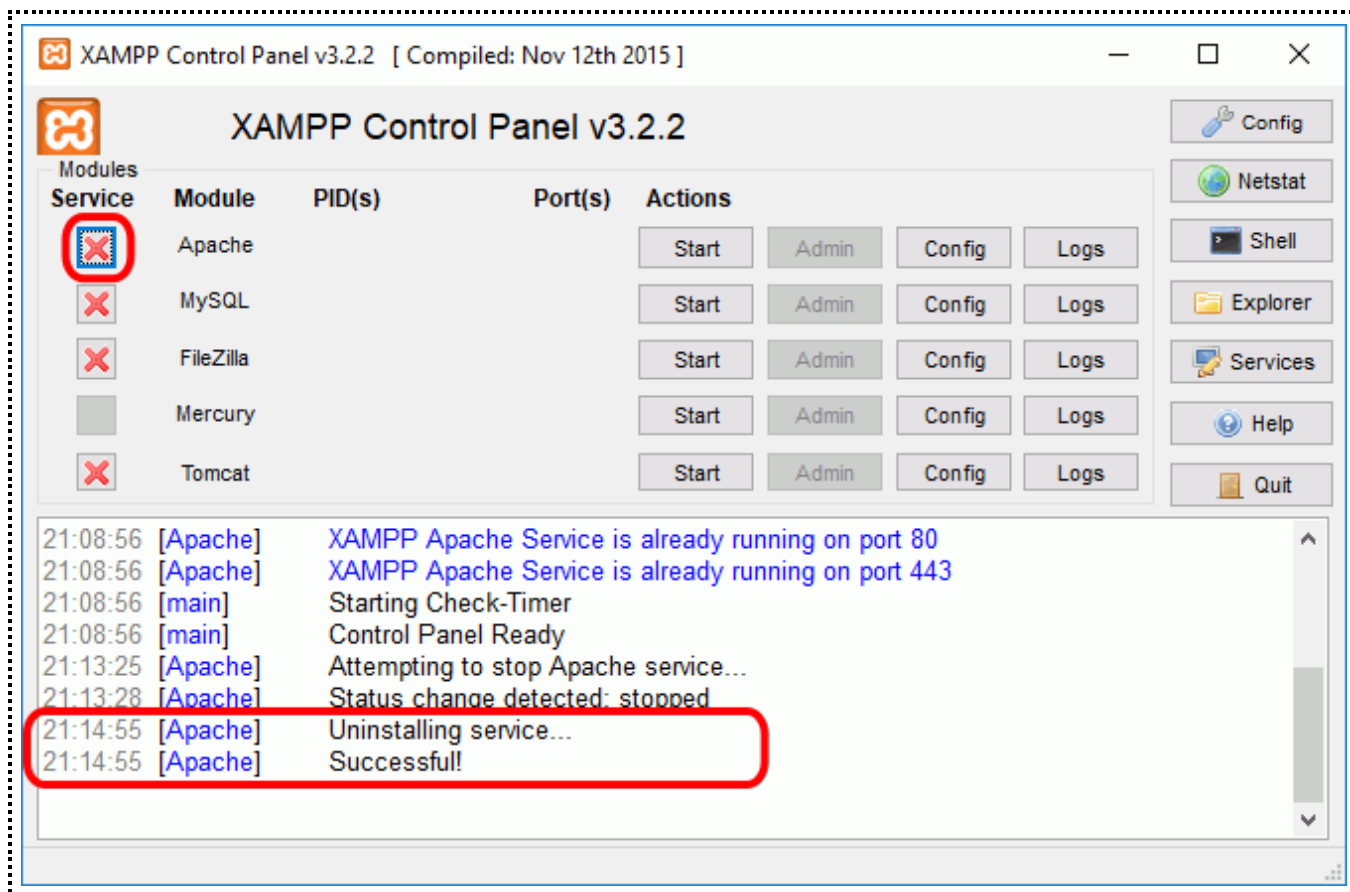 XAMPP Control Panel v3.2.2 [ Compiled: Nov 12th 2015 ]
XAMPP Control Panel v3.2.2
Config
Modules
Netstat
Service Module PID(s) Port(s) Actions
Apache Start Admin Config Logs
Shell
MySQL Start Admin Config Logs
Explorer
FileZilla Start Admin Config Logs
Services
Mercury Start Admin Config Logs
Help
Tomcat Start Admin Config Logs
Quit
21:08:56 [Apache] XAMPP Apache Service is already running on port 80
21:08:56 [Apache] XAMPP Apache Service is already running on port 443
21:08:56 [main] Starting Check-Timer
21:08:56 [main] Control Panel Ready
21:13:25 [Apache] Attempting to stop Apache service...
21:13:28 [Apache] Status change detected: stopped
21:14:55 [Apache] Uninstalling service...
21:14:55 [Apache] Successful!